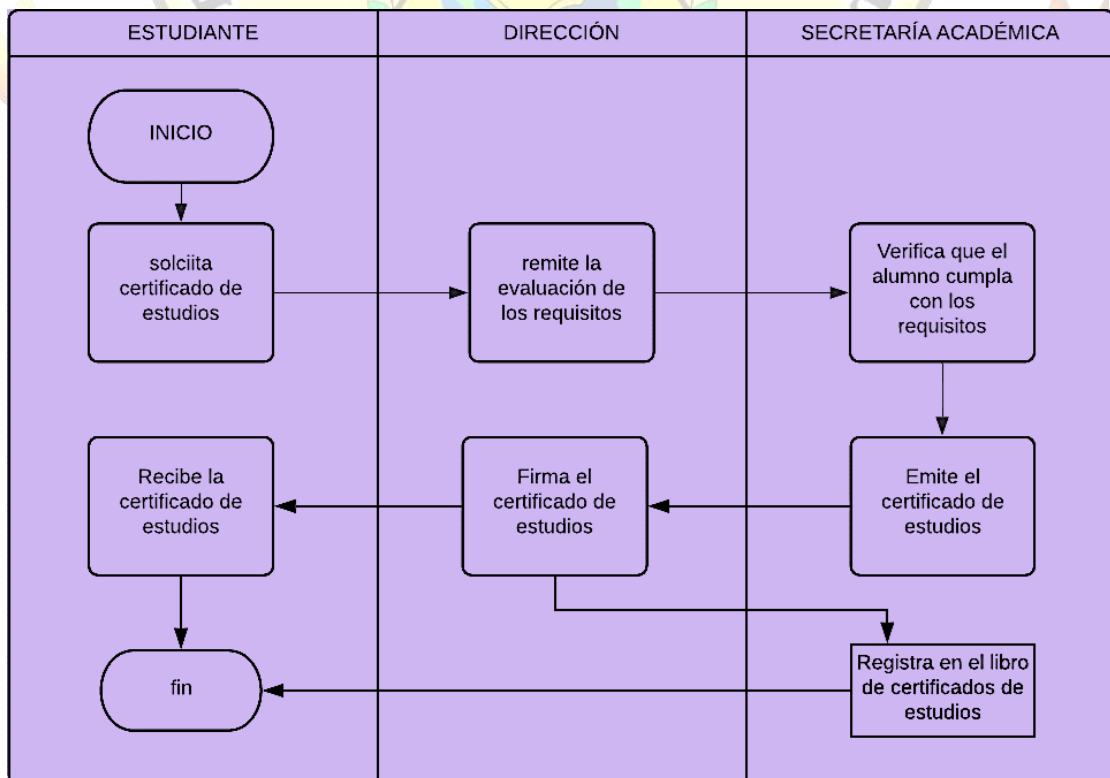 ESTUDIANTE
DIRECCIÓN
SECRETARÍA ACADÉMICA
INICIO
solciita
certificado de
estudios
remite la
evaluación de
los requisitos
Verifica que el
alumno cumpla
con los
requisitos
Recibe la
certificado de
estudios
Firma el
certificado de
estudios
Emite el
certificado de
estudios
fin
Registra en el libro
de certificados de
estudios